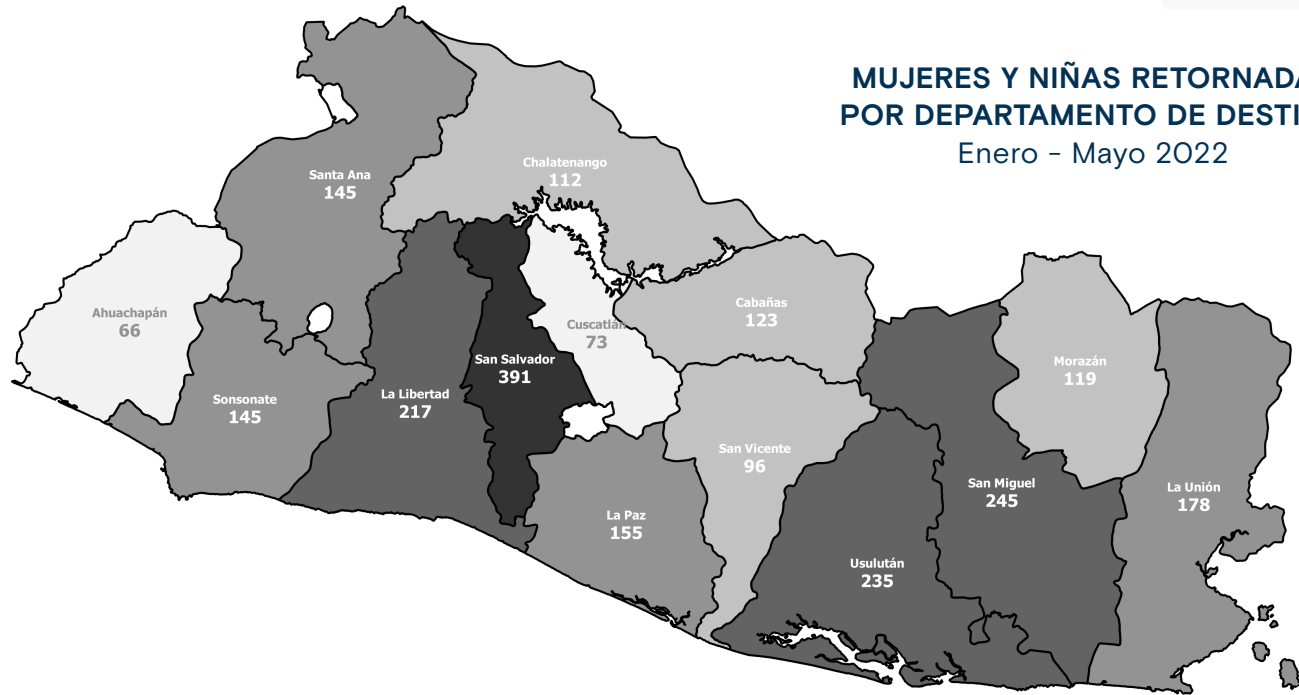 MUJERES Y NIÑAS RETORNADA
POR DEPARTAMENTO DE DESTI
Enero - Mayo 2022
Chalatenango
112
Santa Ana
145
Ahuachapán
66
Cabañas
123
Cuscatlán
73
San Salvador
391
Morazán
119
La Libertad
217
Sonsonate
145
San Vicente
96
San Miguel
245
La Unión
178
La Paz
155
Usulután
235